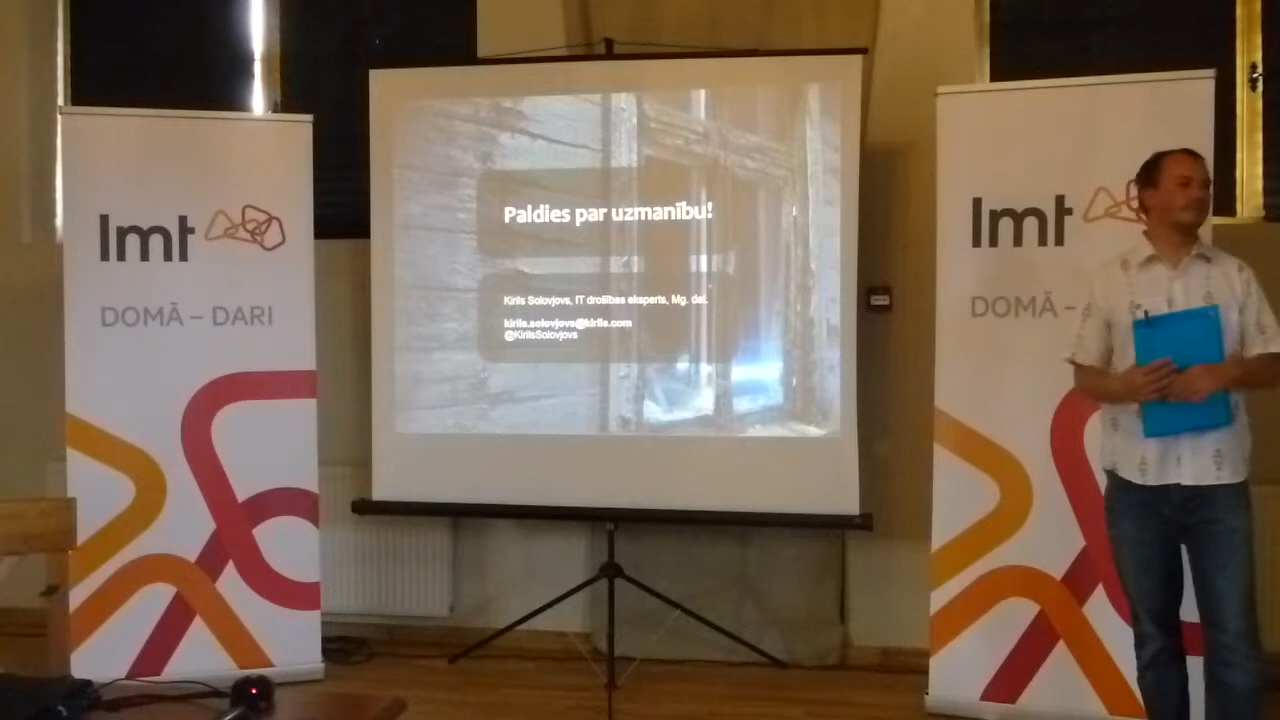 lmt
DOMĀ – DARI
Paldies par uzmanību!
Kirils Solovjovs, IT drošības eksperts, Mg. dat.
kirils.solovjovs@kirils.com
@KirilsSolovjovs
lmt
DOMĀ –